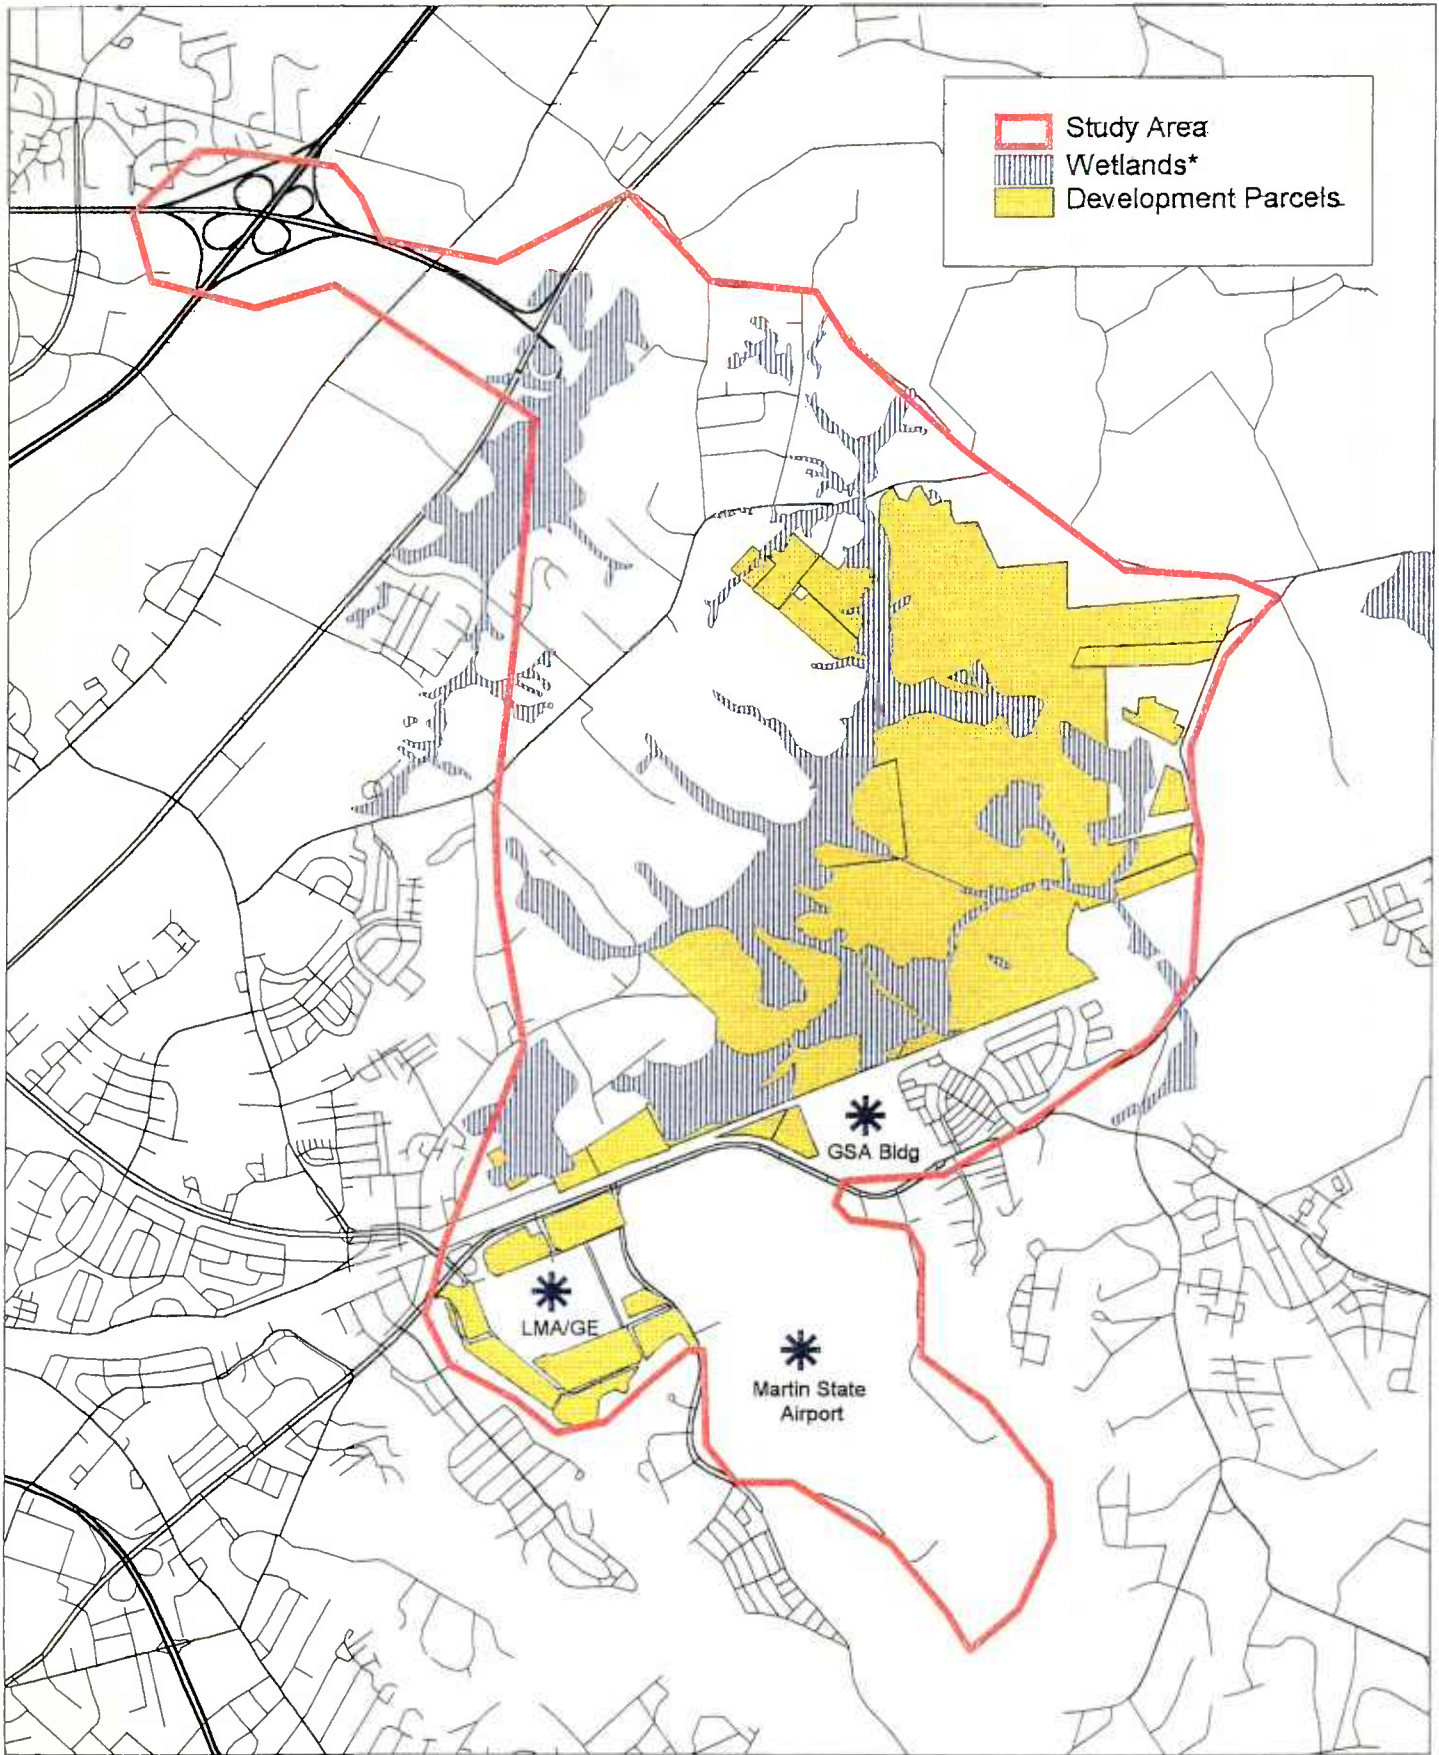 Study Area
Wetlands*
Development Parcels
GSA Bldg
LMA/GE
Martin State
Airport